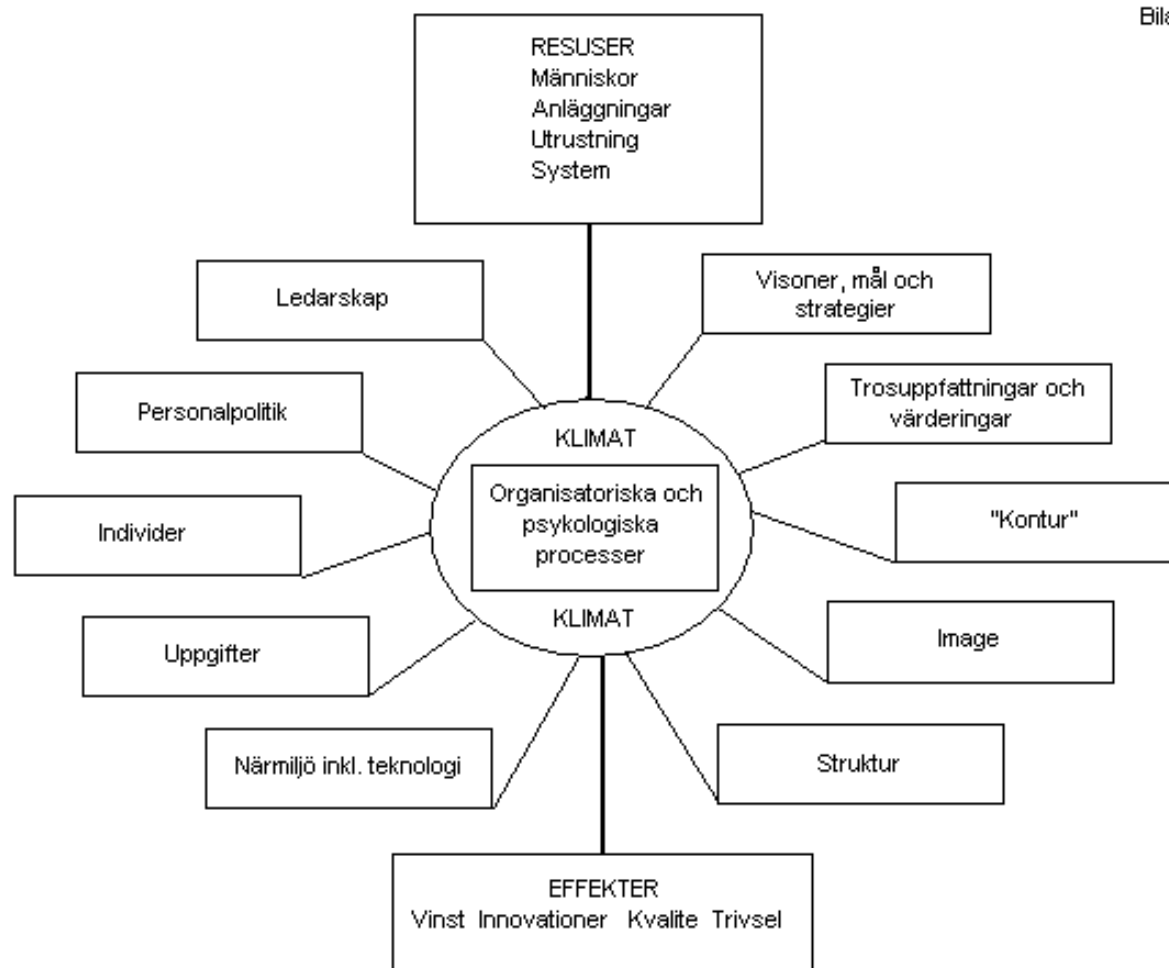 Bila
RESUSER
Människor
Anläggningar
Utrustning
System
Ledarskap
Visoner, mål och
strategier
Personalpolitik
Trosuppfattningar och
värderingar
KLIMAT
Organisatoriska och
psykologiska
processer
KLIMAT
Individer
"Kontur"
Uppgifter
Image
Närmiljö inkl. teknologi
Struktur
EFFEKTER
Vinst Innovationer Kvalite Trivsel